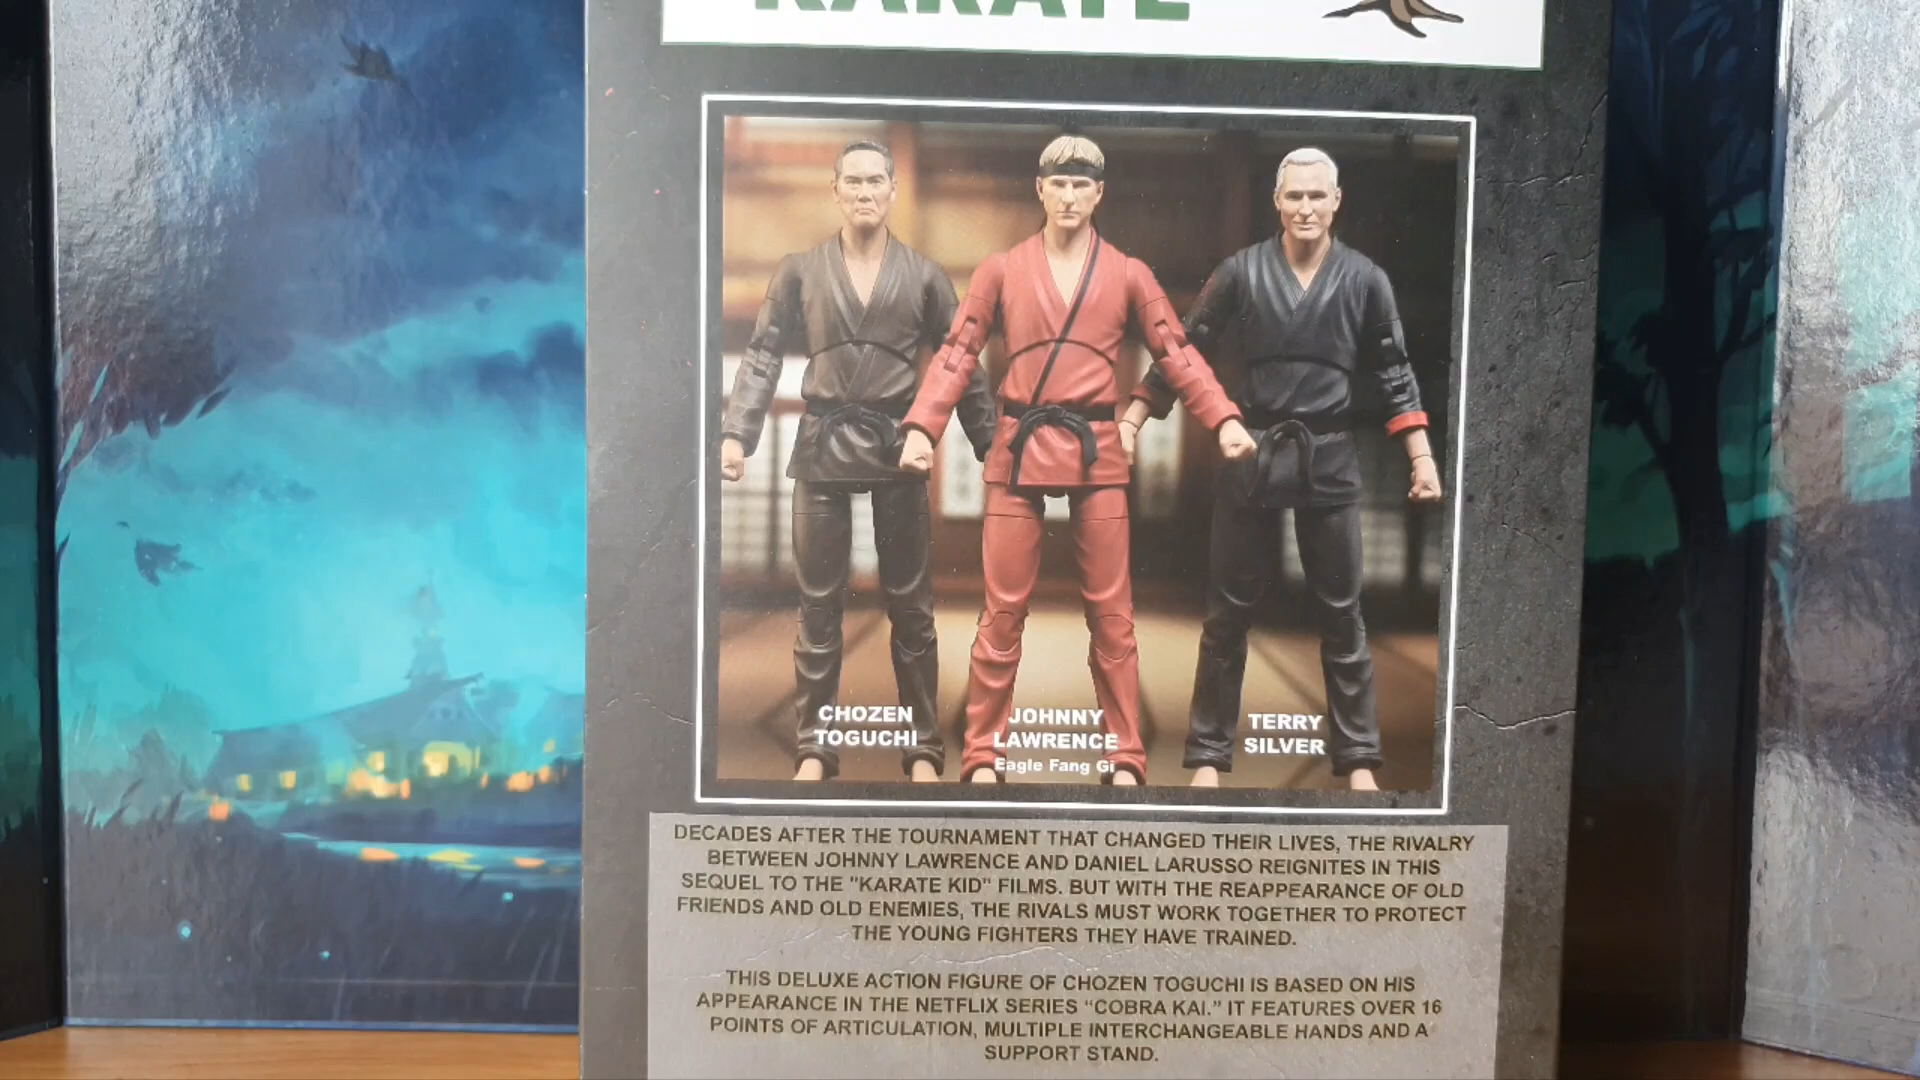 KARATE
CHOZEN
TOGUCHI
JOHNNY
LAWRENCE
Eagle Fang Gi
TERRY
SILVER
DECADES AFTER THE TOURNAMENT THAT CHANGED THEIR LIVES, THE RIVALRY
BETWEEN JOHNNY LAWRENCE AND DANIEL LARUSSO REIGNITES IN THIS
SEQUEL TO THE "KARATE KID" FILMS. BUT WITH THE REAPPEARANCE OF OLD
FRIENDS AND OLD ENEMIES, THE RIVALS MUST WORK TOGETHER TO PROTECT
THE YOUNG FIGHTERS THEY HAVE TRAINED.
THIS DELUXE ACTION FIGURE OF CHOZEN TOGUCHI IS BASED ON HIS
APPEARANCE IN THE NETFLIX SERIES “COBRA KAI.” IT FEATURES OVER 16
POINTS OF ARTICULATION, MULTIPLE INTERCHANGEABLE HANDS AND A
SUPPORT STAND.